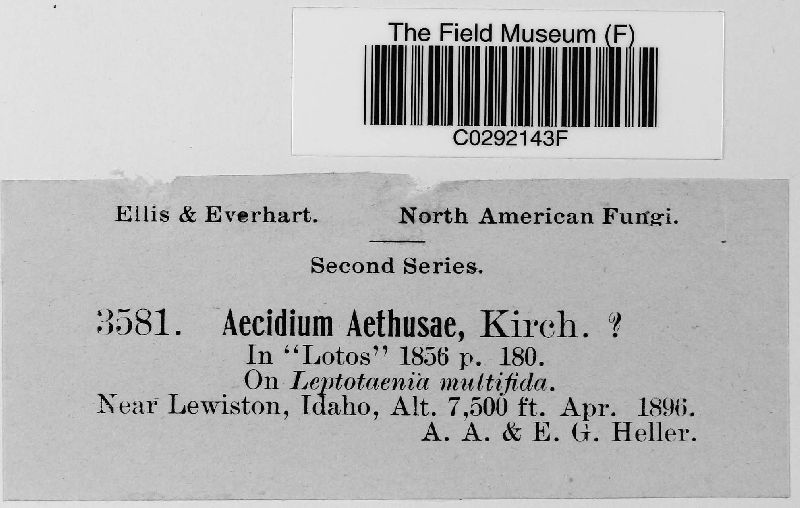 The Field Museum (F)
C0292143F
Ellis & Everhart. North American Fungi.
Second Series.
3581. Aecidium Aethusae, Kirch. ?
In “Lotos” 1856 p. 180.
On Leptotaenia multifida.
Near Lewiston, Idaho, Alt. 7,500 ft. Apr. 1896.
A. A. & E. G. Heller.